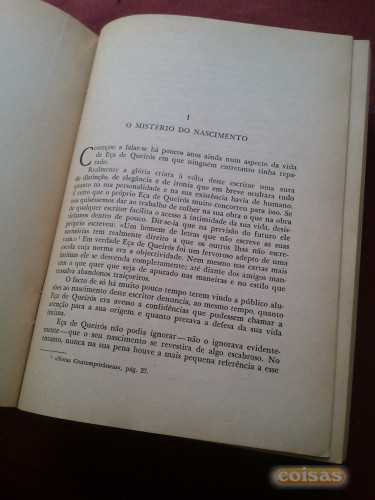 I
O MISTÉRIO DO NASCIMENTO
COMEÇOU a falar-se há poucos anos ainda num aspecto da vida
de Eça de Queirós em que ninguém entretanto tinha repa-
rado.
Realmente a glória criara à volta deste escritor uma aura
de distinção, de elegância e de ironia que em breve ocultara tudo
quanto na sua personalidade e na sua existência havia de humano.
É certo que o próprio Eça de Queirós muito concorreu para isso. Se
nos quiséssemos dar ao trabalho de colher na sua obra o que na obra
de qualquer escritor facilita o acesso à intimidade da sua vida, desis-
tiríamos dentro de pouco. Dir-se-ia que na previsão do futuro ele
próprio escreveu: «Um homem de letras que não escreve as suas
memórias tem realmente direito a que os outros lhas não escre-
vam.»¹ Em verdade Eça de Queirós foi um fervoroso adepto de uma
escola cuja norma era a objectividade. Nem mesmo nas cartas mais
íntimas ele se desvenda completamente; até diante dos amigos man-
teve o amor que seja de apurado nas maneiras e no estilo que
usava abandonos traiçoeiros.
O facto de só há muito pouco tempo terem vindo a público alu-
sões ao nascimento deste escritor denuncia, ao mesmo tempo, quanto
Eça de Queirós era avesso a confidências que pudessem chamar a
atenção para a sua origem e quanto prezava a defesa da sua vida
íntima.
Eça de Queirós não podia ignorar — não o ignorava evidente-
mente — que o seu nascimento se revestira de algo escabroso. No
entanto, nunca na sua pena houve a mais pequena referência a esse
¹ «Notas Contemporâneas», pág. 27.
coisas